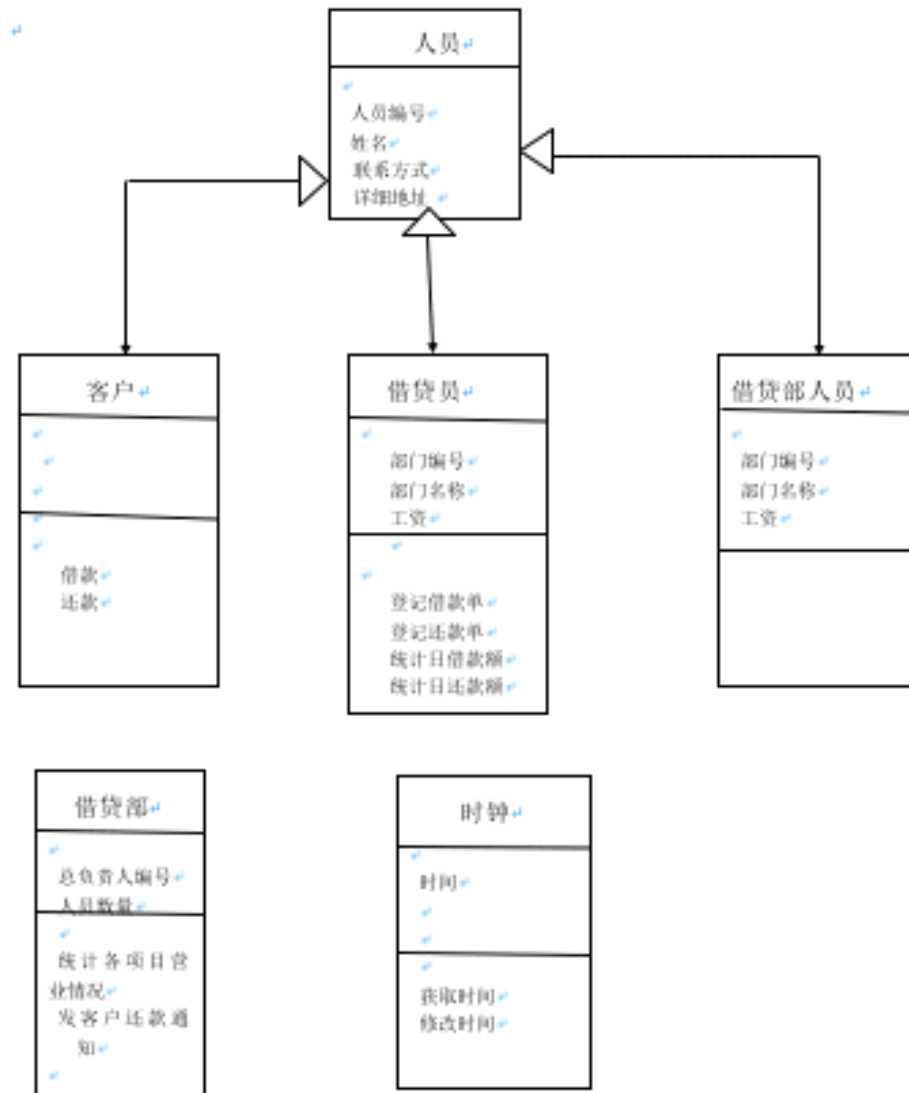 人员
人员编号
姓名
联系方式
详细地址
客户
借款
还款
借贷员
部门编号
部门名称
工资
登记借款单
登记还款单
统计日借款额
统计日还款额
借贷部人员
部门编号
部门名称
工资
借贷部
总负责人编号
人员数量
统计各项目营
业情况
发客户还款通
知
时钟
时间
获取时间
修改时间